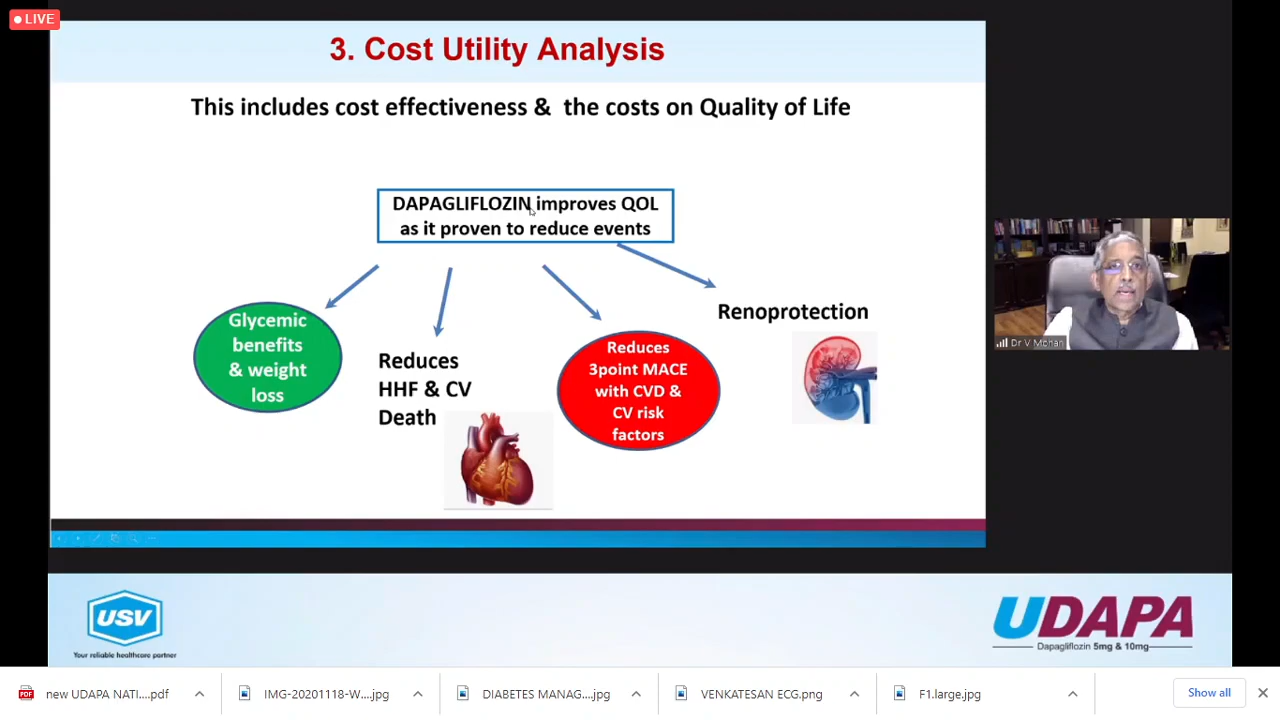 LIVE
3. Cost Utility Analysis
This includes cost effectiveness & the costs on Quality of Life
DAPAGLIFLOZIN improves QOL
as it proven to reduce events
Glycemic
benefits
& weight
loss
Reduces
HHF & CV
Death
Reduces
3point MACE
with CVD &
CV risk
factors
Renoprotection
Dr V Mohan
USV
Your reliable healthcare partner
UDAPA
Dapagliflozin 5mg & 10mg
PDF
new UDAPA NATI....pdf
IMG-20201118-W....jpg
DIABETES MANAG....jpg
VENKATESAN ECG.png
F1.large.jpg
Show all